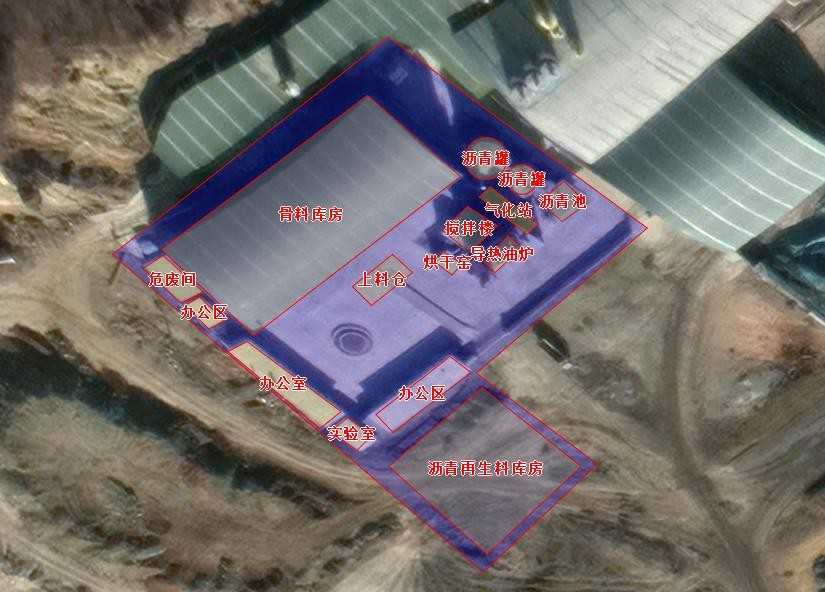 沥青罐
沥青罐
沥青池
骨料库房
气化站
搅拌楼
导热油炉
烘干窑
危废间
上料仓
办公区
办公室
办公区
实验室
沥青再生料库房